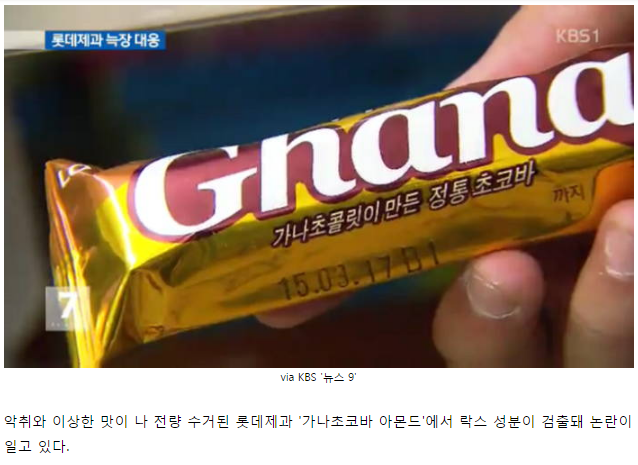 롯데제과 늑장 대응
KBS1
Ghana
가나초콜릿이 만든 정통 초코바
까지
15.03.17 B1
7
via KBS '뉴스 9'
악취와 이상한 맛이 나 전량 수거된 롯데제과 '가나초코바 아몬드'에서 락스 성분이 검출돼 논란이
일고 있다.